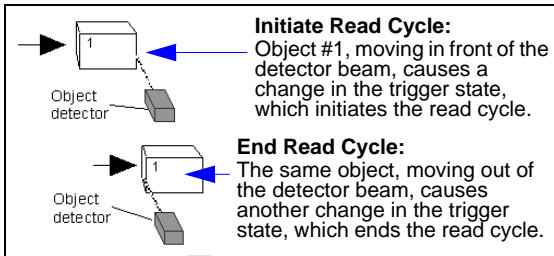 1
Object
detector
Initiate Read Cycle:
Object #1, moving in front of the
detector beam, causes a
change in the trigger state,
which initiates the read cycle.
1
Object
detector
End Read Cycle:
The same object, moving out of
the detector beam, causes
another change in the trigger
state, which ends the read cycle.